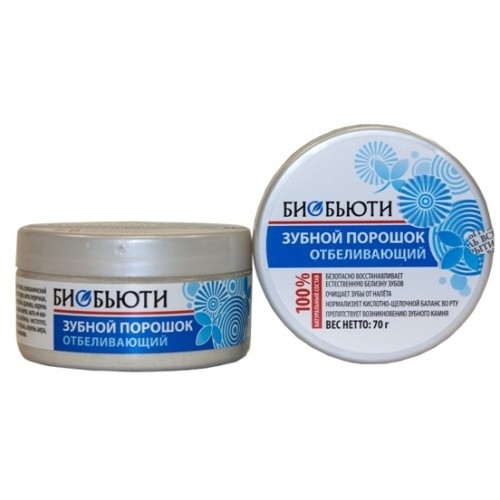 БИОБЬЮТИ
ЗУБНОЙ ПОРОШОК
ОТБЕЛИВАЮЩИЙ
БИОБЬЮТИ
ЗУБНОЙ ПОРОШОК
ОТБЕЛИВАЮЩИЙ
100%
НАТУРАЛЬНЫЙ СОСТАВ
БЕЗОПАСНО ВОССТАНАВЛИВАЕТ
ЕСТЕСТВЕННУЮ БЕЛИЗНУ ЗУБОВ
ОЧИЩАЕТ ЗУБЫ ОТ НАЛЁТА
НОРМАЛИЗУЕТ КИСЛОТНО-ЩЕЛОЧНОЙ БАЛАНС ВО РТУ
ПРЕПЯТСТВУЕТ ВОЗНИКНОВЕНИЮ ЗУБНОГО КАМНЯ
ВЕС НЕТТО: 70 г